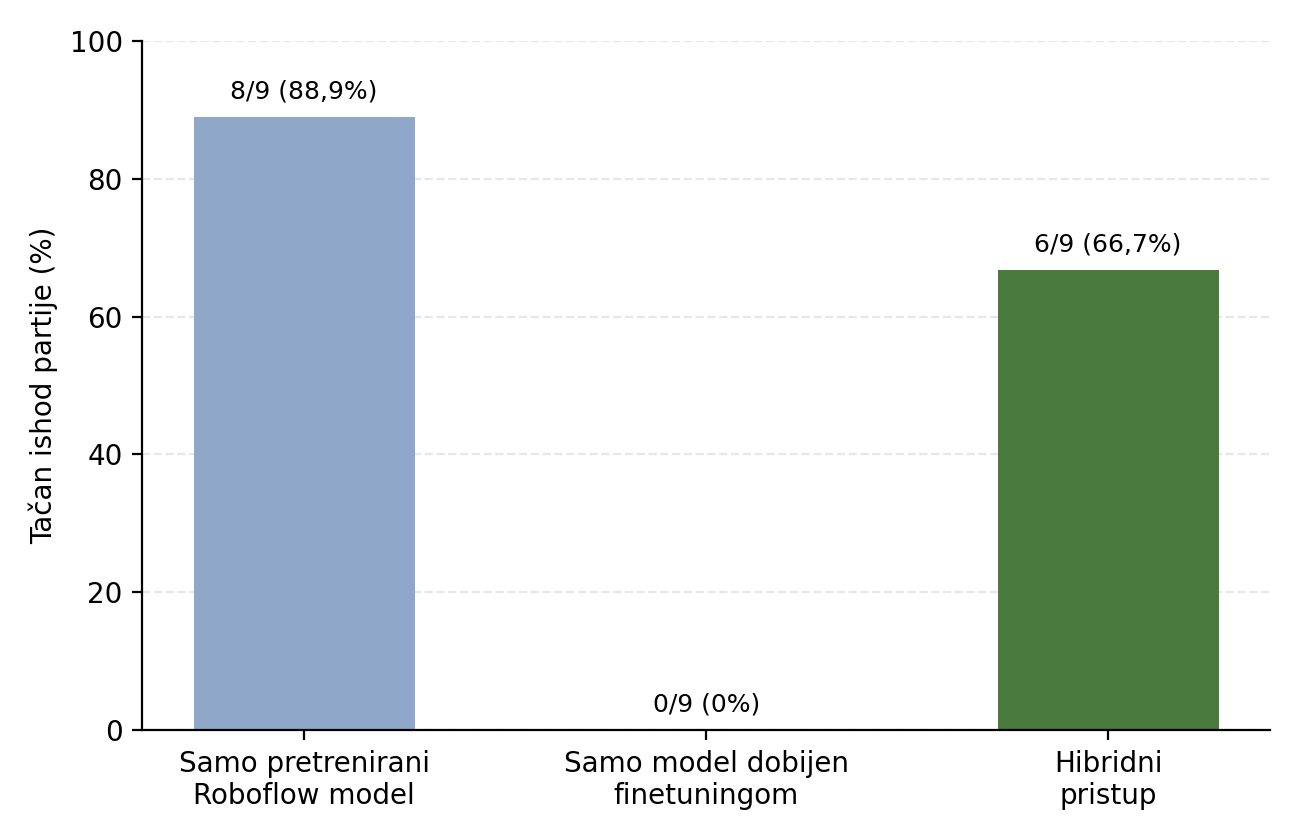 Tačan ishod partije (%)
100
80
60
40
20
0
8/9 (88,9%)
0/9 (0%)
6/9 (66,7%)
Samo pretrenirani
Roboflow model
Samo model dobijen
finetuningom
Hibridni
pristup